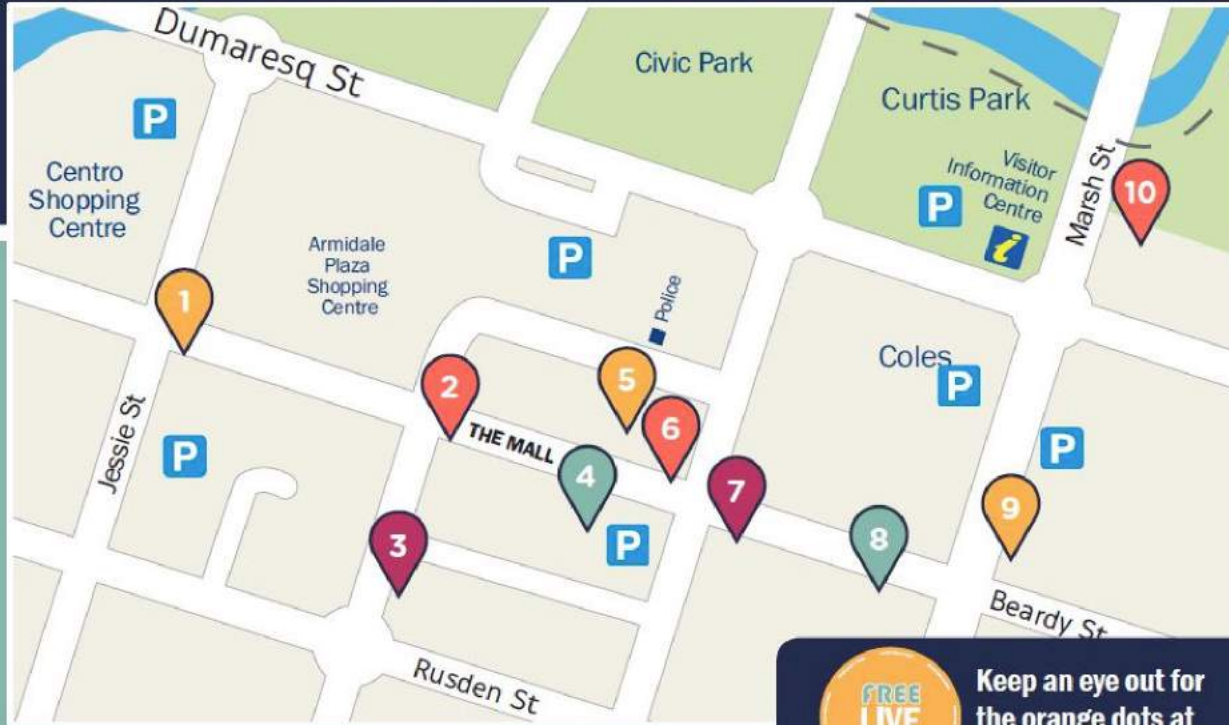 Dumaresq St
Civic Park
Curtis Park
P
Centro
Shopping
Centre
Visitor
Information
Centre
i
P
Marsh St
10
Armidale
Plaza
Shopping
Centre
P
Police
1
2
5
6
Coles
P
THE MALL
4
Jessie St
P
P
7
9
3
P
8
Beardy St
Rusden St
FREE
LIVE
Keep an eye out for
the orange dots at